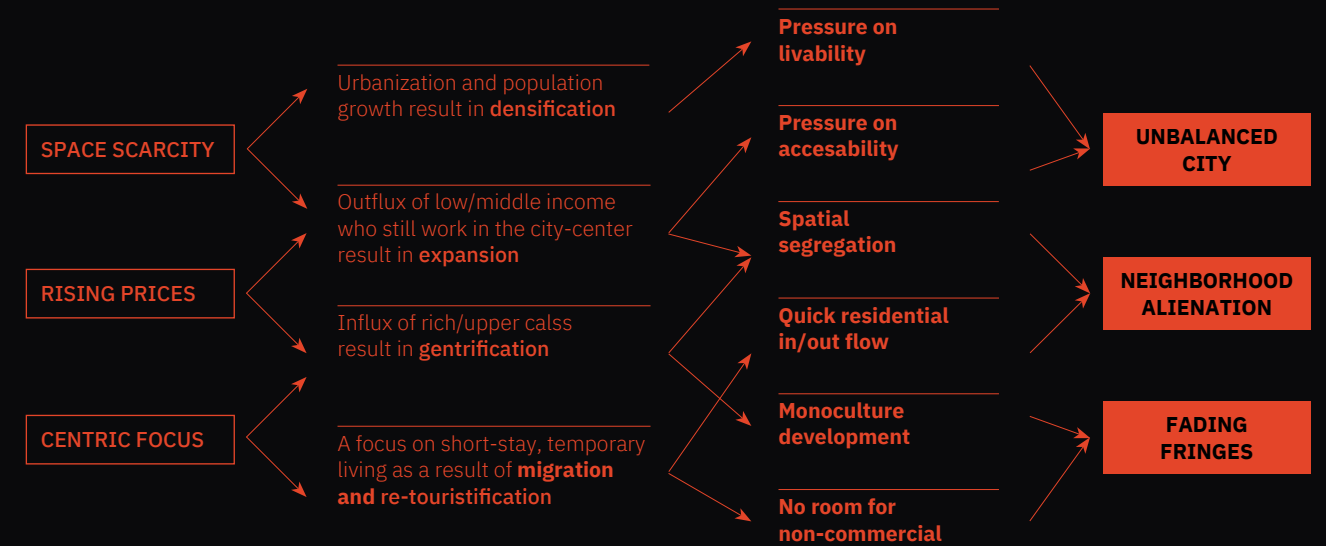 SPACE SCARCITY
RISING PRICES
CENTRIC FOCUS
Urbanization and population
growth result in densification
Outflux of low/middle income
who still work in the city-center
result in expansion
Influx of rich/upper calss
result in gentrification
A focus on short-stay, temporary
living as a result of migration
and re-touristification
Pressure on
livability
Pressure on
accesability
Spatial
segregation
Quick residential
in/out flow
Monoculture
development
No room for
non-commercial
UNBALANCED
CITY
NEIGHBORHOOD
ALIENATION
FADING
FRINGES